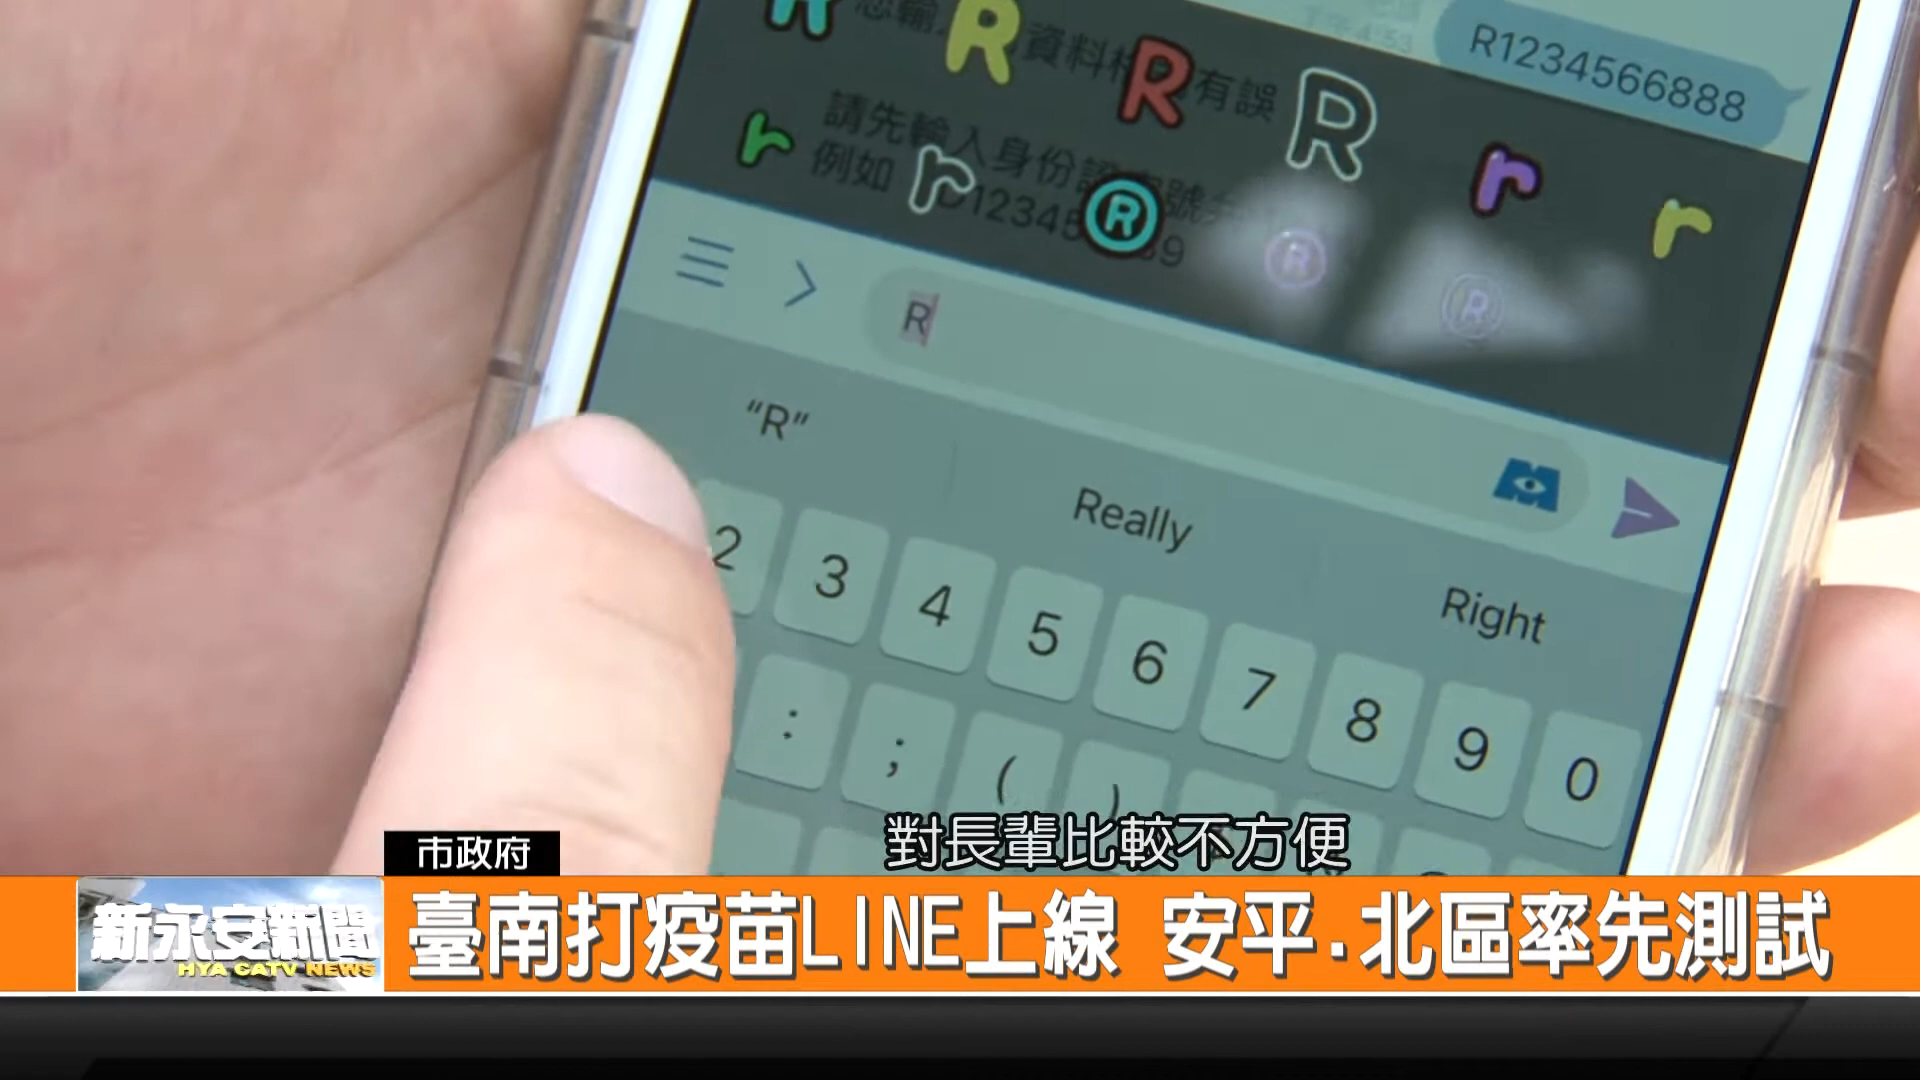 R1234566888
有誤
請先輸入身份證
例如
R
“R”
Really
Right
2 3 4 5 6 7 8 9 0
: ; ( )
對長輩比較不方便
市政府
臺南打疫苗LINE上線 安平.北區率先測試
新永安新聞
HYA CATV NEWS